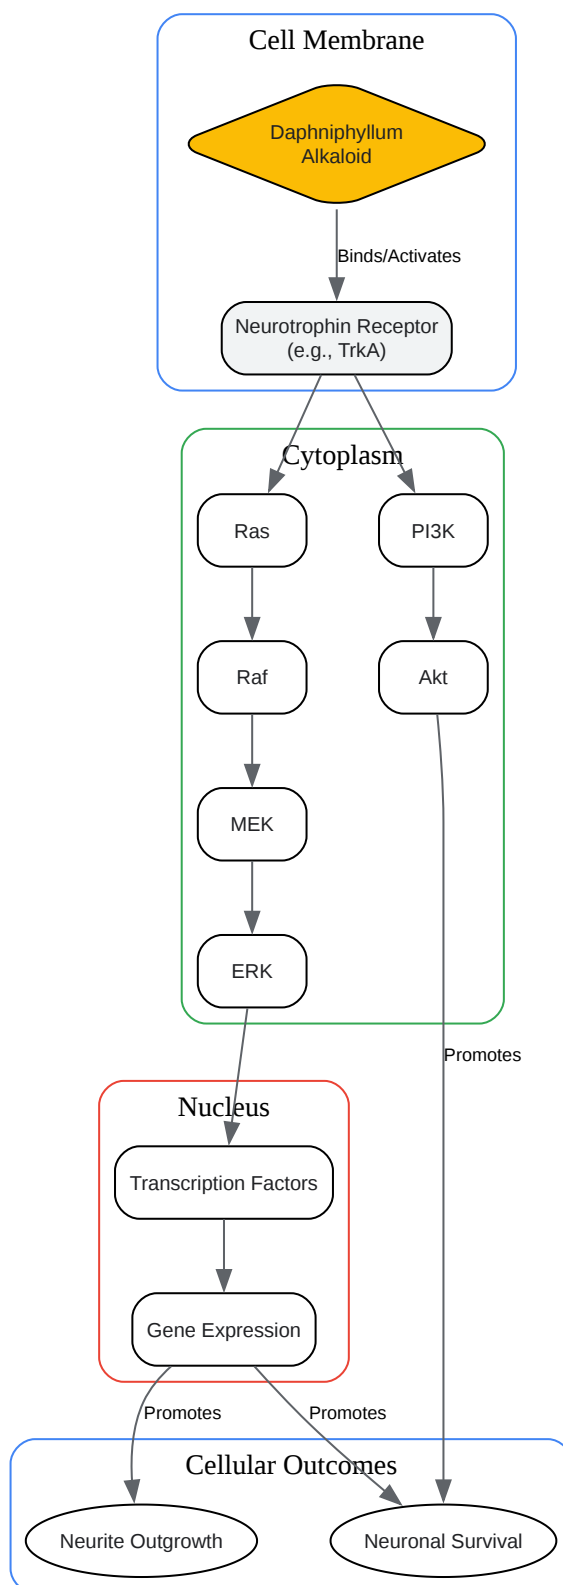 Cell Membrane
Daphniphyllum
Alkaloid
Binds/Activates
Neurotrophin Receptor
(e.g., TrkA)
Cytoplasm
Ras
PI3K
Raf
Akt
MEK
ERK
Promotes
Nucleus
Transcription Factors
Gene Expression
Promotes
Promotes
Cellular Outcomes
Neurite Outgrowth
Neuronal Survival